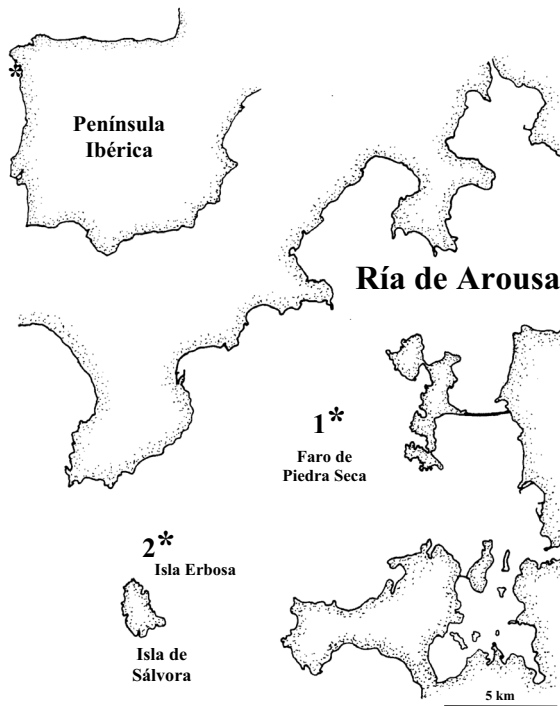 *
Península
Ibérica
Ría de Arousa
1*
Faro de
Piedra Seca
2*
Isla Erbosa
Isla de
Sálvora
5 km